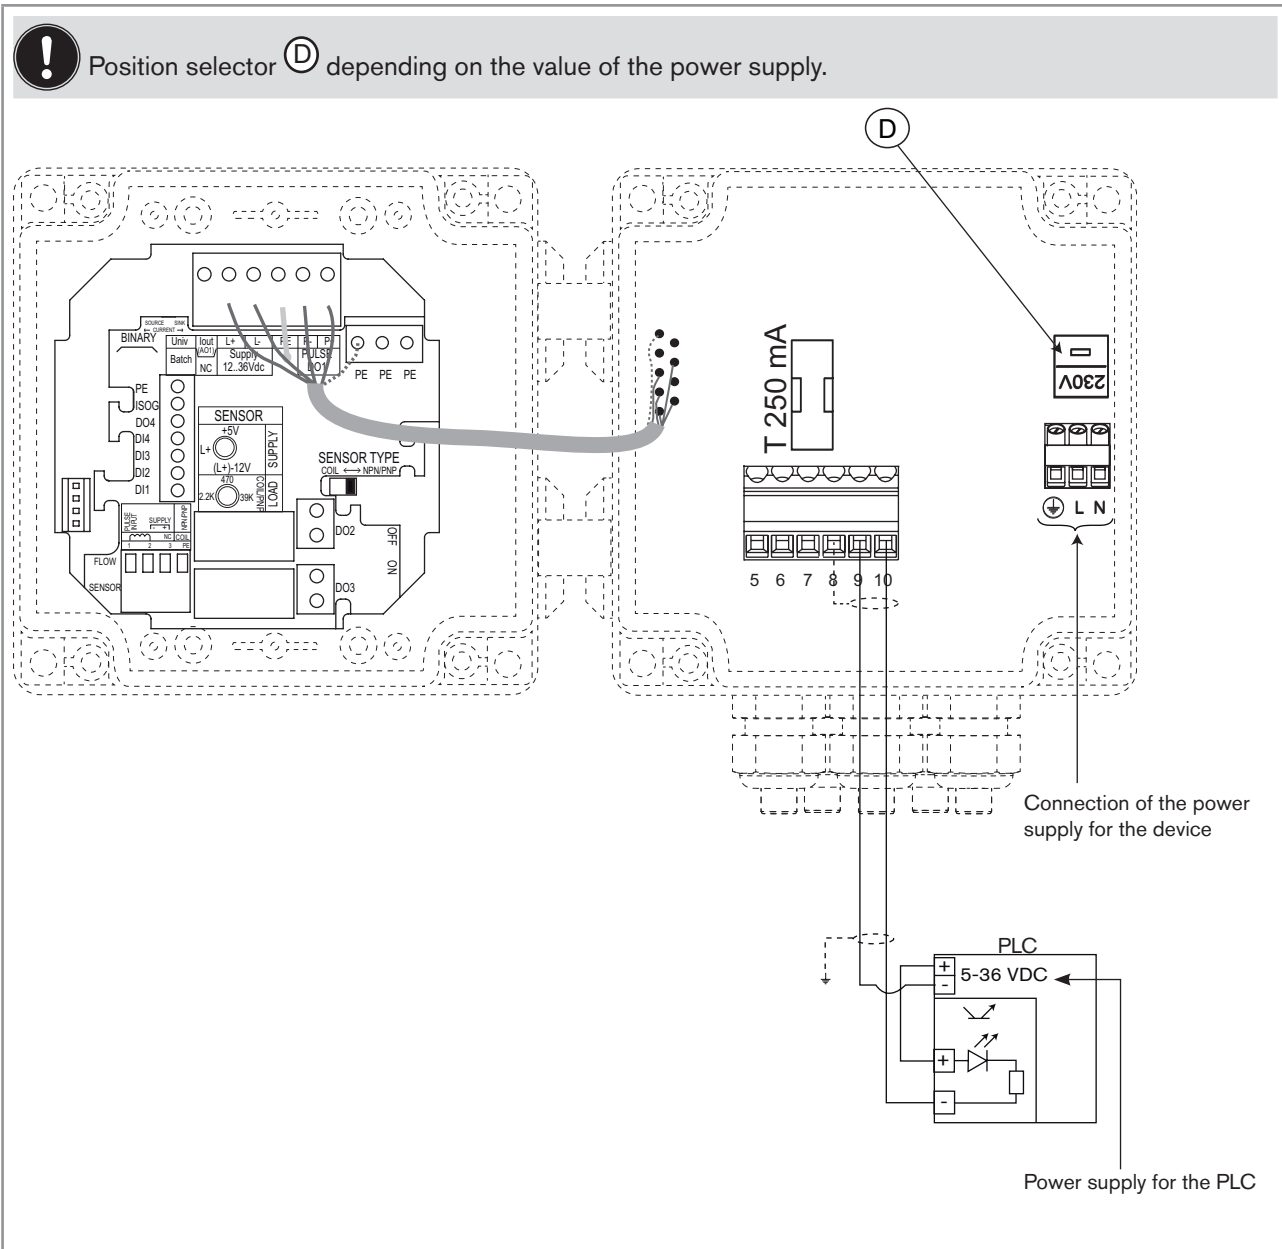 ! Position selector D depending on the value of the power supply.
D
SOURCE SINK
← CURRENT →
BINARY
Univ Iout L+ L- PE P- P+
(AO1)
Batch NC Supply PULSE
12..36Vdc DO1
PE PE PE
PE
ISOG
DO4
DI4
DI3
DI2
DI1
SENSOR
+5V
L+
(L+)-12V
SUPPLY
470
2.2K 39K
LOAD
COIL/PNP
SENSOR TYPE
COIL ↔ NPN/PNP
PULSE
INPUT
SUPPLY
- +
NPN/PNP
NC COIL
1 2 3 PE
FLOW
SENSOR
DO2
DO3
OFF ON
T 250 mA
230V
L N
5 6 7 8 9 10
Connection of the power
supply for the device
PLC
+
5-36 VDC
-
+
-
Power supply for the PLC